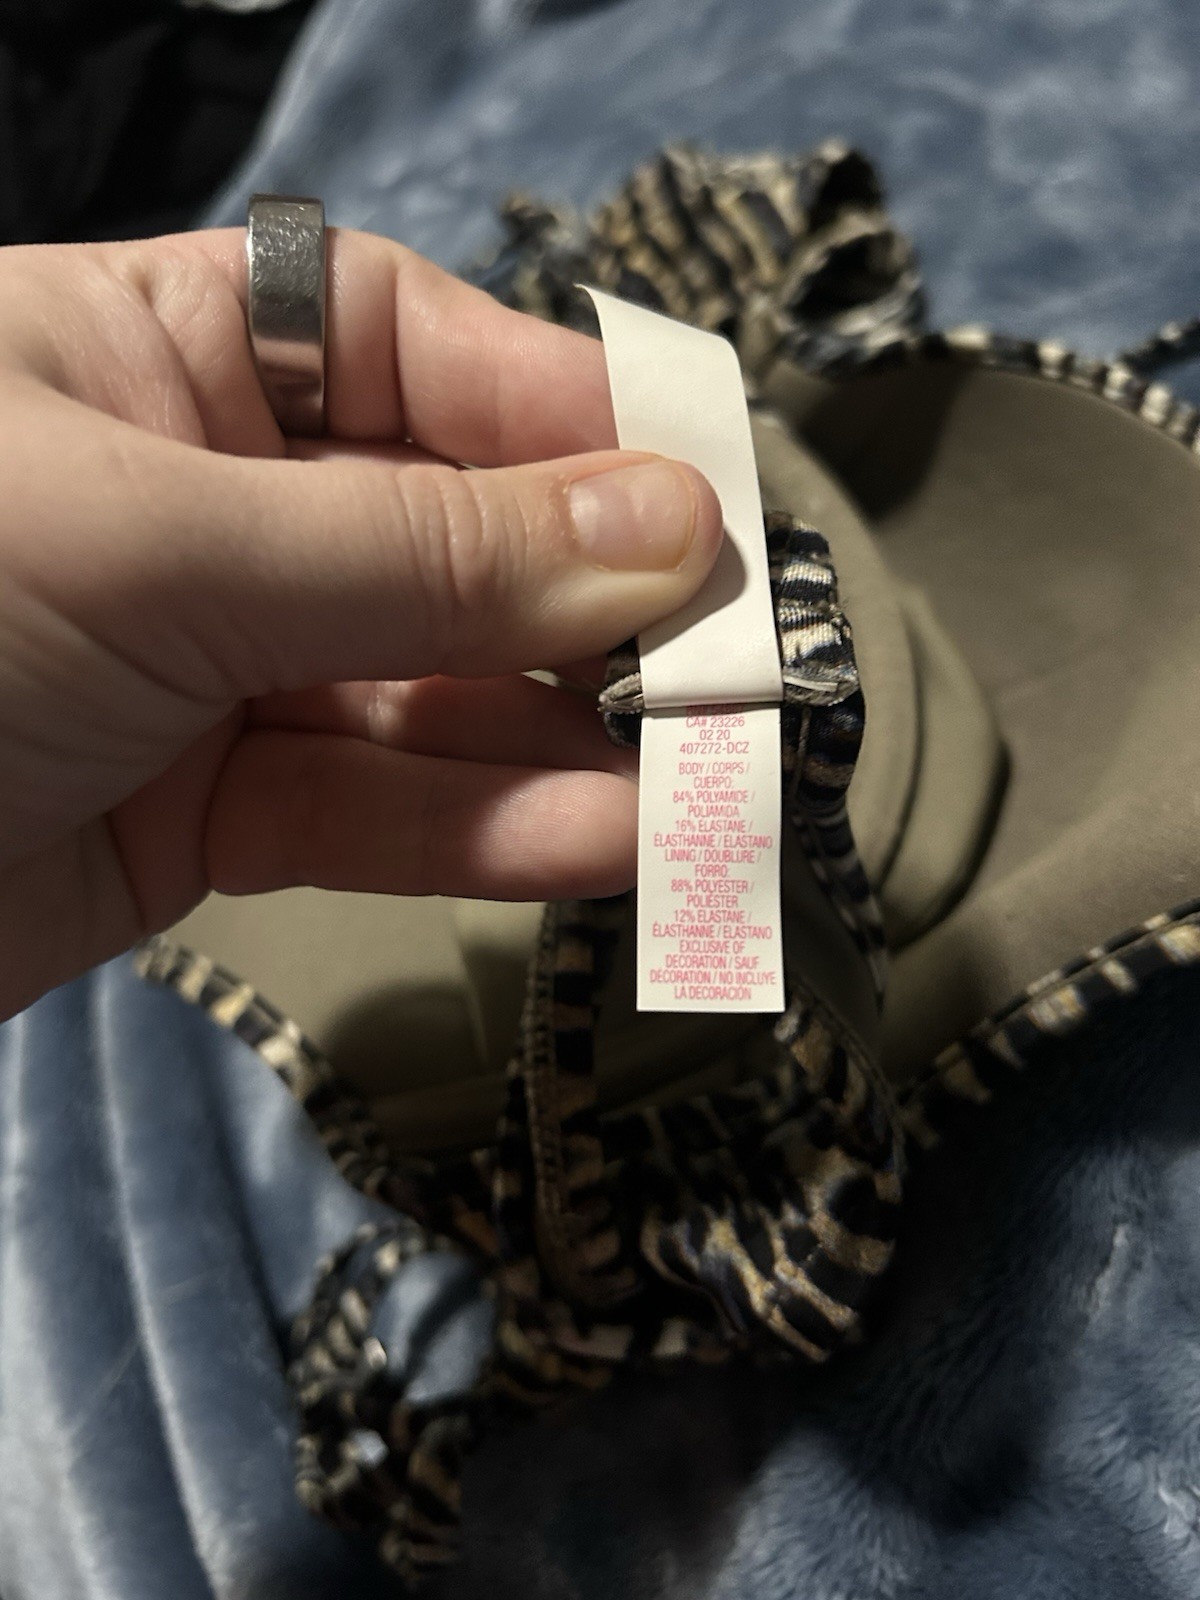 CA# 23226
02 20
407272-DCZ
BODY / CORPS /
CUERPO:
84% POLYAMIDE /
POLIAMIDA
16% ELASTANE /
ÉLASTHANNE / ELASTANO
LINING / DOUBLURE /
FORRO:
88% POLYESTER /
POLIÉSTER
12% ELASTANE /
ÉLASTHANNE / ELASTANO
EXCLUSIVE OF
DECORATION / SAUF
DÉCORATION / NO INCLUYE
LA DECORACIÓN